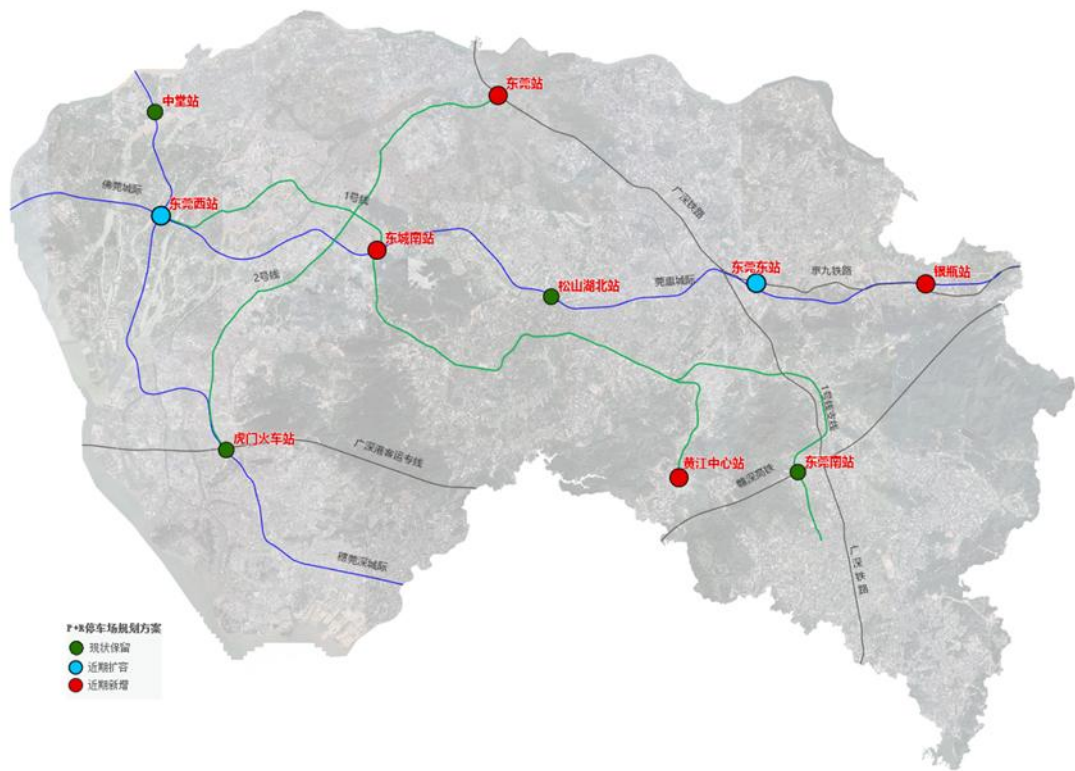 东莞站
中堂站
佛莞城际
东莞西站
1号线
广深铁路
东城南站
2号线
东莞东站
惠九铁路
银瓶站
莞惠城际
松山湖北站
1号线支线
虎门火车站
广深港客运专线
黄江中心站
赣深高铁
东莞南站
穗莞深城际
广深铁路
P+R停车场规划方案
现状保留
近期扩容
近期新增